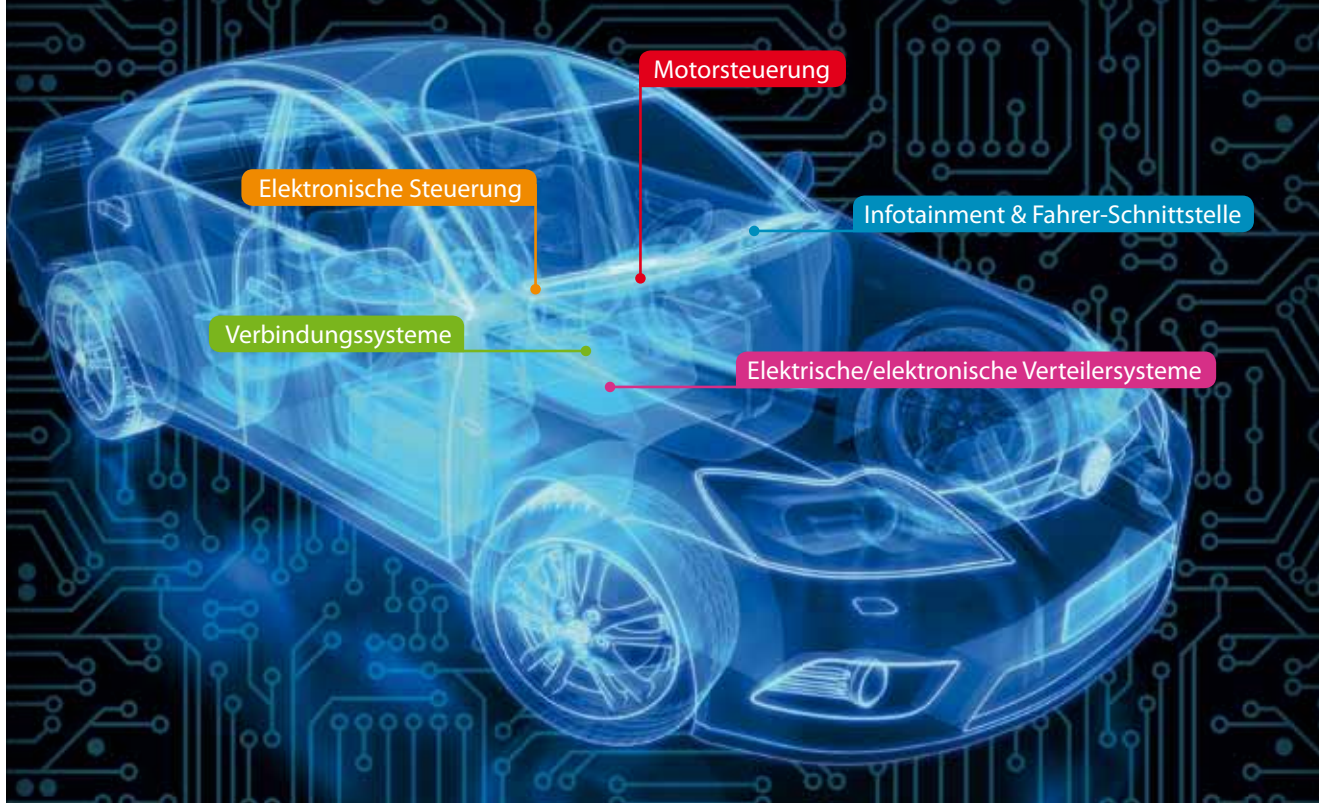 Motorsteuerung
Elektronische Steuerung
Infotainment & Fahrer-Schnittstelle
Verbindungssysteme
Elektrische/elektronische Verteilersysteme